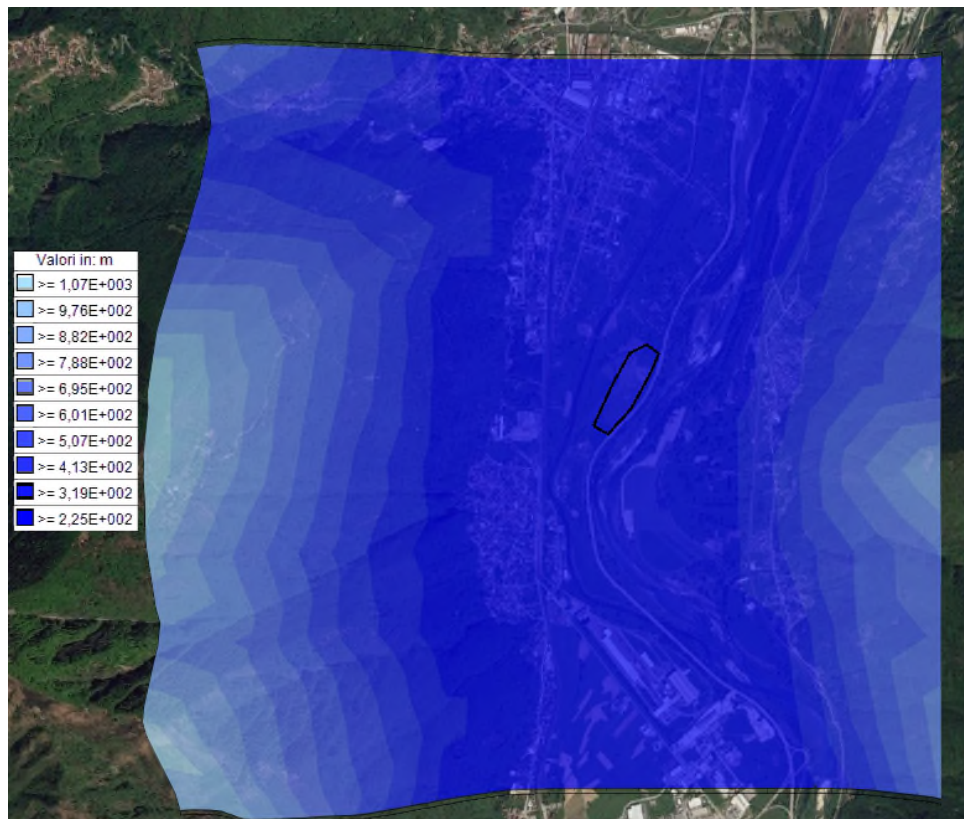 Valori in: m
>= 1,07E+003
>= 9,76E+002
>= 8,82E+002
>= 7,88E+002
>= 6,95E+002
>= 6,01E+002
>= 5,07E+002
>= 4,13E+002
>= 3,19E+002
>= 2,25E+002